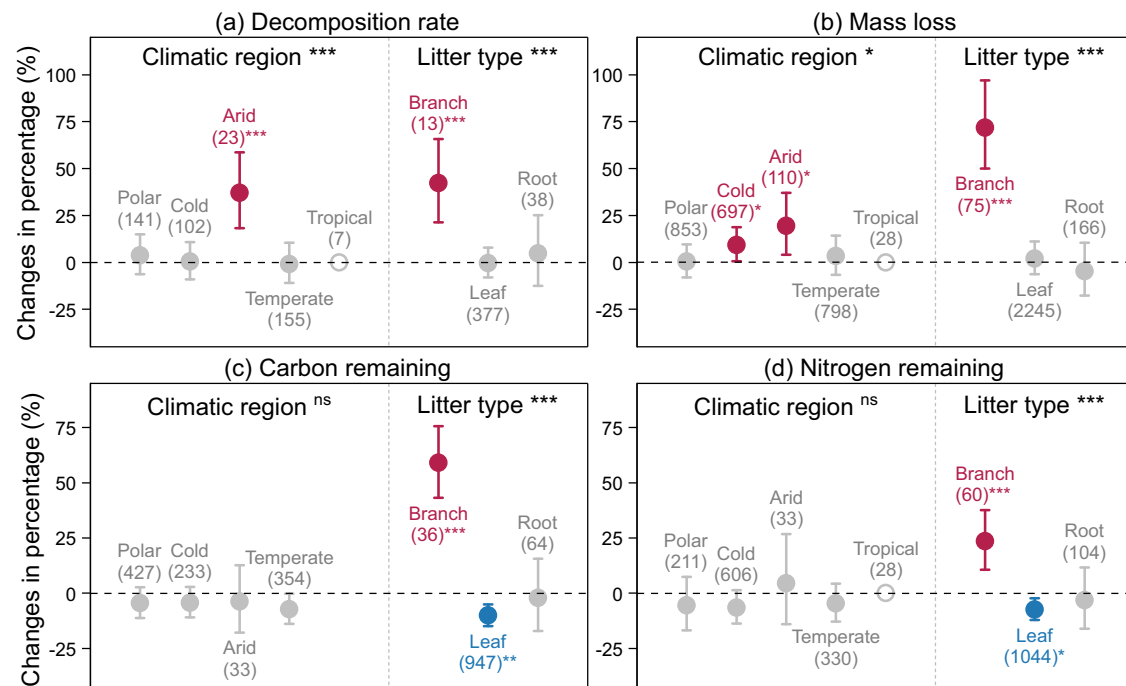 (a) Decomposition rate
Climatic region ***
Litter type ***
Changes in percentage (%)
100
75
50
25
0
-25
Polar
(141)
Cold
(102)
Arid
(23)***
Temperate
(155)
Tropical
(7)
Branch
(13)***
Leaf
(377)
Root
(38)
(b) Mass loss
Climatic region *
Litter type ***
100
75
50
25
0
-25
Polar
(853)
Cold
(697)*
Arid
(110)*
Temperate
(798)
Tropical
(28)
Branch
(75)***
Leaf
(2245)
Root
(166)
(c) Carbon remaining
Climatic region ns
Litter type ***
Changes in percentage (%)
75
50
25
0
-25
Polar
(427)
Cold
(233)
Arid
(33)
Temperate
(354)
Branch
(36)***
Leaf
(947)**
Root
(64)
(d) Nitrogen remaining
Climatic region ns
Litter type ***
75
50
25
0
-25
Polar
(211)
Cold
(606)
Arid
(33)
Temperate
(330)
Tropical
(28)
Branch
(60)***
Leaf
(1044)*
Root
(104)